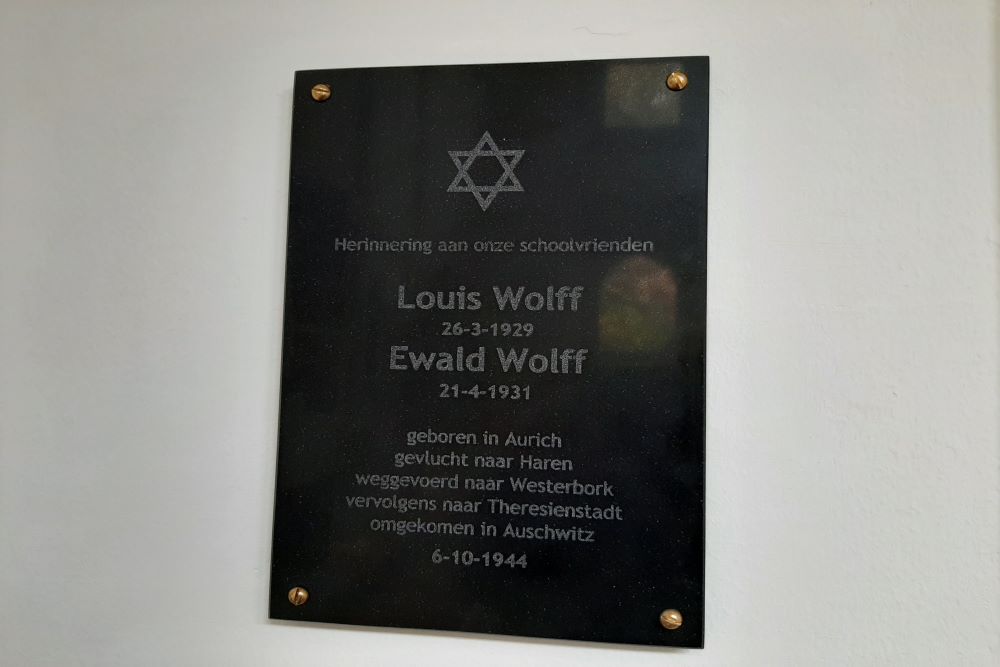 Herinnering aan onze schoolvrienden
Louis Wolff
26-3-1929
Ewald Wolff
21-4-1931
geboren in Aurich
gevlucht naar Haren
weggevoerd naar Westerbork
vervolgens naar Theresienstadt
omgekomen in Auschwitz
6-10-1944